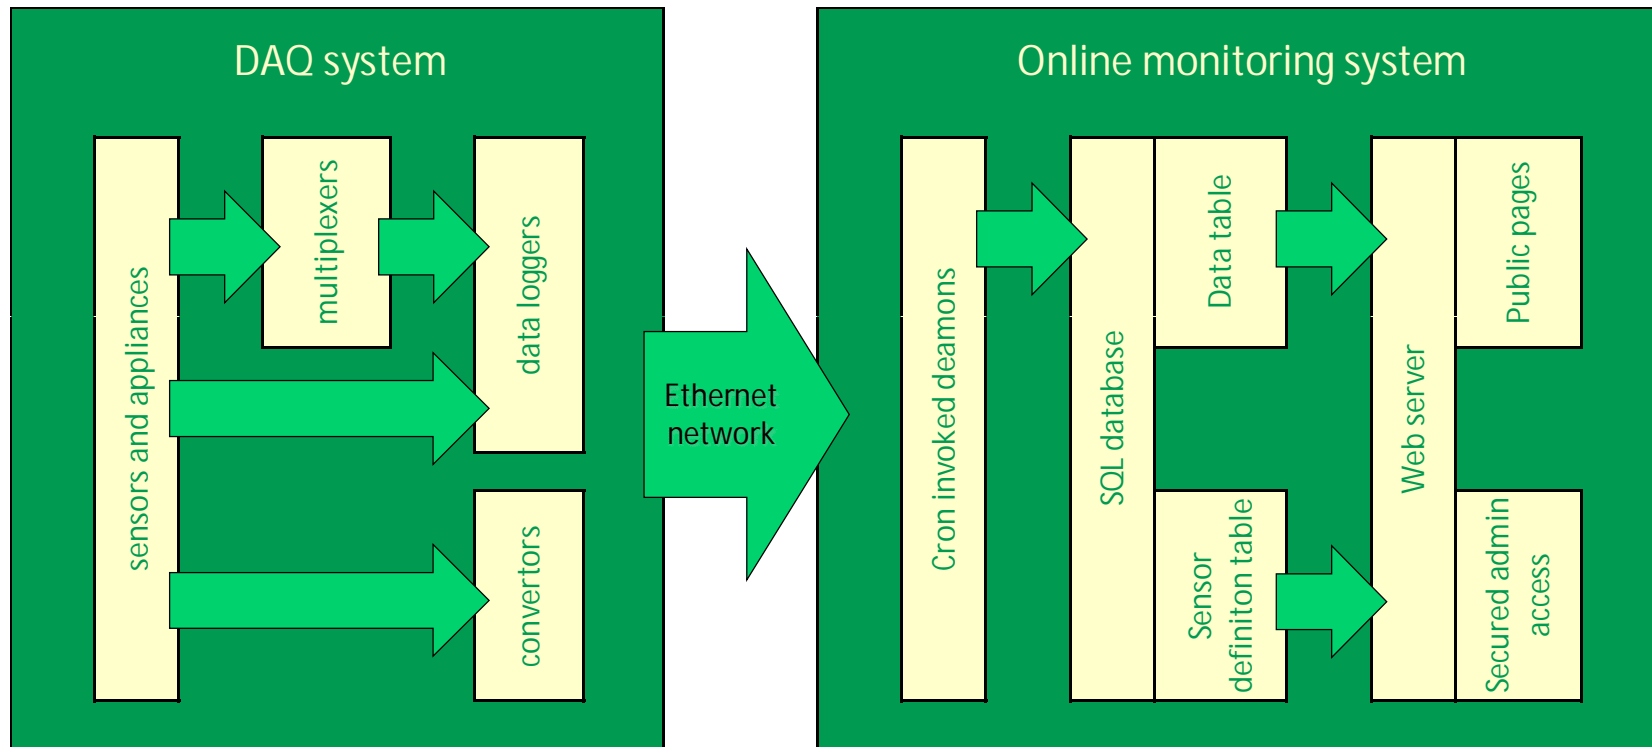 DAQ system
sensors and appliances
multiplexers
data loggers
convertors
Ethernet
network
Online monitoring system
Cron invoked deamons
SQL database
Data table
Sensor
definiton table
Web server
Public pages
Secured admin
access